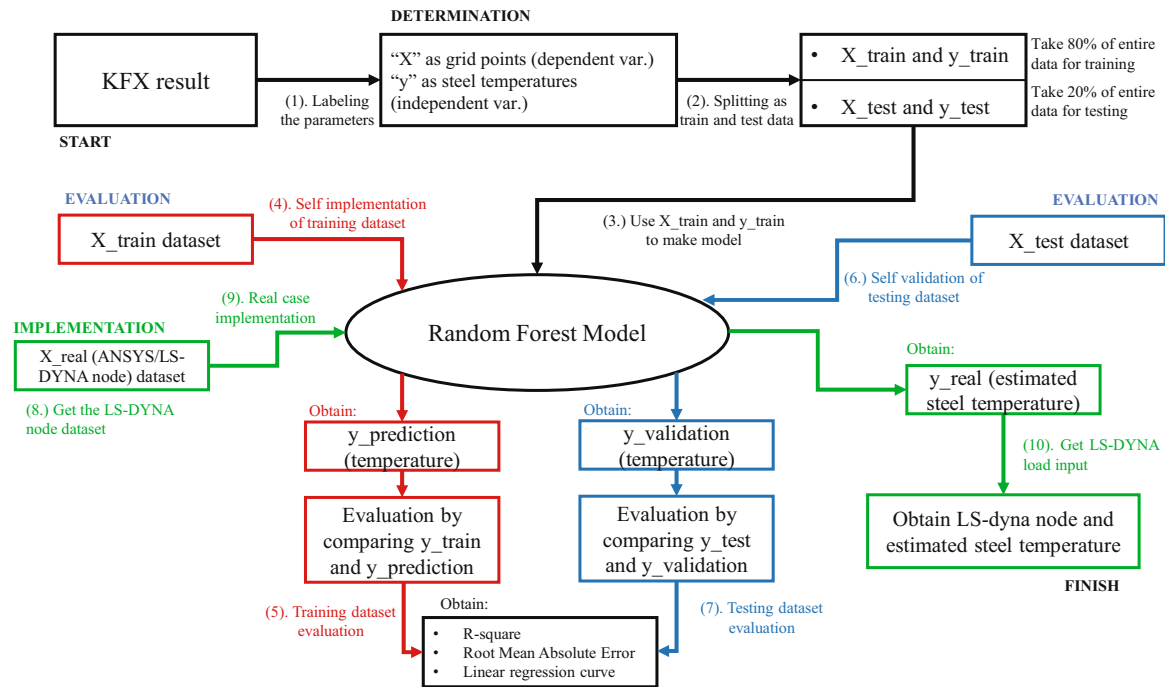 DETERMINATION
KFX result
START
(1). Labeling
the parameters
“X” as grid points (dependent var.)
“y” as steel temperatures
(independent var.)
(2). Splitting as
train and test data
• X_train and y_train
• X_test and y_test
Take 80% of entire
data for training
Take 20% of entire
data for testing
(3.) Use X_train and y_train
to make model
EVALUATION
X_train dataset
(4). Self implementation
of training dataset
EVALUATION
X_test dataset
(6). Self validation of
testing dataset
Random Forest Model
IMPLEMENTATION
X_real (ANSYS/LS-
DYNA node) dataset
(8.) Get the LS-DYNA
node dataset
(9). Real case
implementation
Obtain:
y_prediction
(temperature)
Evaluation by
comparing y_train
and y_prediction
(5). Training dataset
evaluation
Obtain:
y_validation
(temperature)
Evaluation by
comparing y_test
and y_validation
(7). Testing dataset
evaluation
Obtain:
• R-square
• Root Mean Absolute Error
• Linear regression curve
Obtain:
y_real (estimated
steel temperature)
(10). Get LS-DYNA
load input
Obtain LS-dyna node and
estimated steel temperature
FINISH